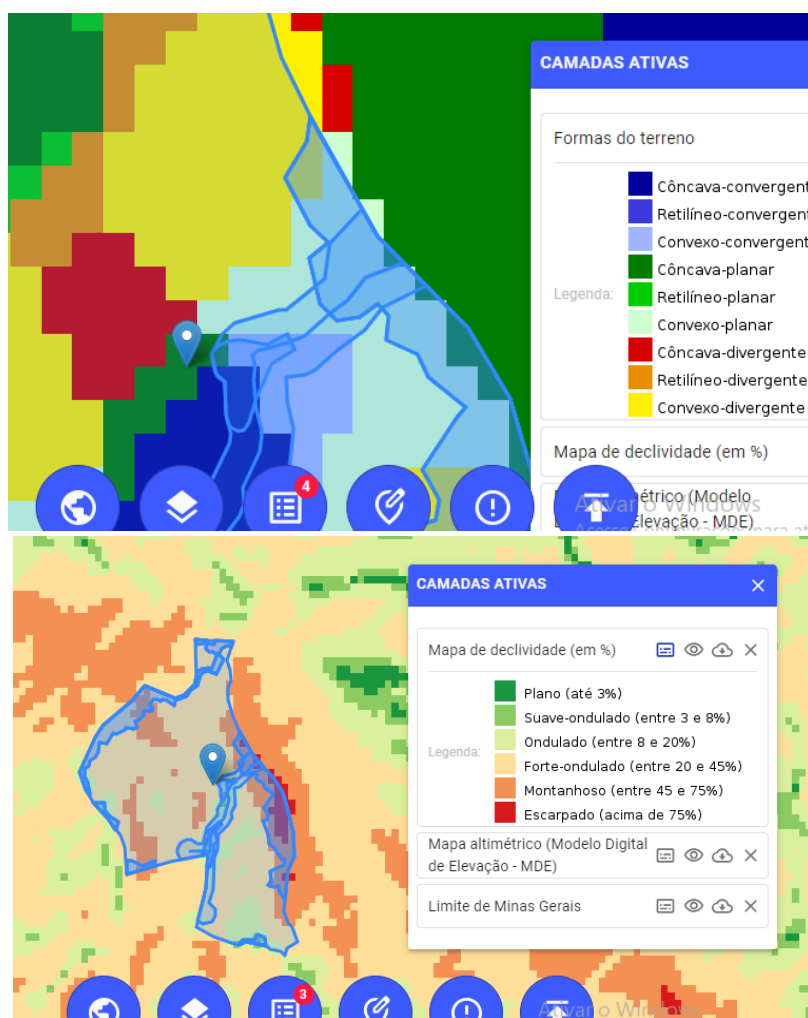 CAMADAS ATIVAS
Formas do terreno
Legenda:
Côncava-convergent
Retilíneo-convergent
Convexo-convergent
Côncava-planar
Retilíneo-planar
Convexo-planar
Côncava-divergente
Retilíneo-divergente
Convexo-divergente
Mapa de declividade (em %)
étrico (Modelo
Elevação - MDE)
Ativar o Windows
4
CAMADAS ATIVAS
Mapa de declividade (em %)
Legenda:
Plano (até 3%)
Suave-ondulado (entre 3 e 8%)
Ondulado (entre 8 e 20%)
Forte-ondulado (entre 20 e 45%)
Montanhoso (entre 45 e 75%)
Escarpado (acima de 75%)
Mapa altimétrico (Modelo Digital
de Elevação - MDE)
Limite de Minas Gerais
3
Ativar o Windows